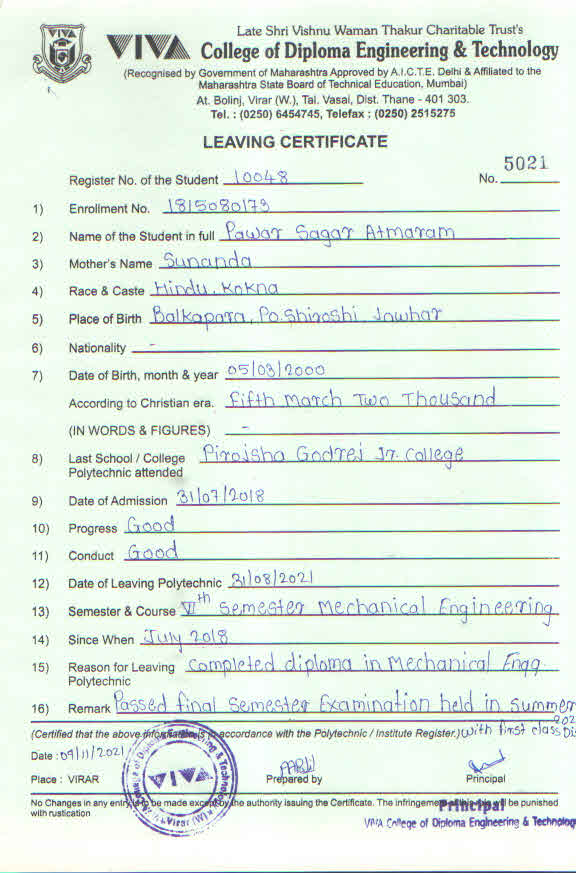 Late Shri Vishnu Waman Thakur Charitable Trust's
VIVA College of Diploma Engineering & Technology
(Recognised by Government of Maharashtra Approved by A.I.C.T.E. Delhi & Affiliated to the
Maharashtra State Board of Technical Education, Mumbai)
At. Bolinj, Virar (W.), Tal. Vasai, Dist. Thane - 401 303.
Tel. : (0250) 6454745, Telefax : (0250) 2515275
LEAVING CERTIFICATE
Register No. of the Student 10048 No. 5021
1) Enrollment No. 1815080173
2) Name of the Student in full Pawar Sagar Atmaram
3) Mother's Name Sunanda
4) Race & Caste Hindu, Kokna
5) Place of Birth Balkapara, Po. Shiroshi Jawhar
6) Nationality -
7) Date of Birth, month & year 05/03/2000
According to Christian era. Fifth March Two Thousand
(IN WORDS & FIGURES) -
8) Last School / College Pirojsha Godrej Jr. College
Polytechnic attended
9) Date of Admission 31/07/2018
10) Progress Good
11) Conduct Good
12) Date of Leaving Polytechnic 31/08/2021
13) Semester & Course VIth Semester Mechanical Engineering
14) Since When July 2018
15) Reason for Leaving Completed diploma in Mechanical Engg
Polytechnic
16) Remark Passed final Semester Examination held in Summer
(Certified that the above information is in accordance with the Polytechnic / Institute Register.) with first class Dis
Date : 09/11/2021
Place : VIRAR Prepared by Principal
VIVA
No Changes in any entry is to be made except by the authority issuing the Certificate. The infringement of this rule will be punished
with rustication
Principal
VIVA College of Diploma Engineering & Technology